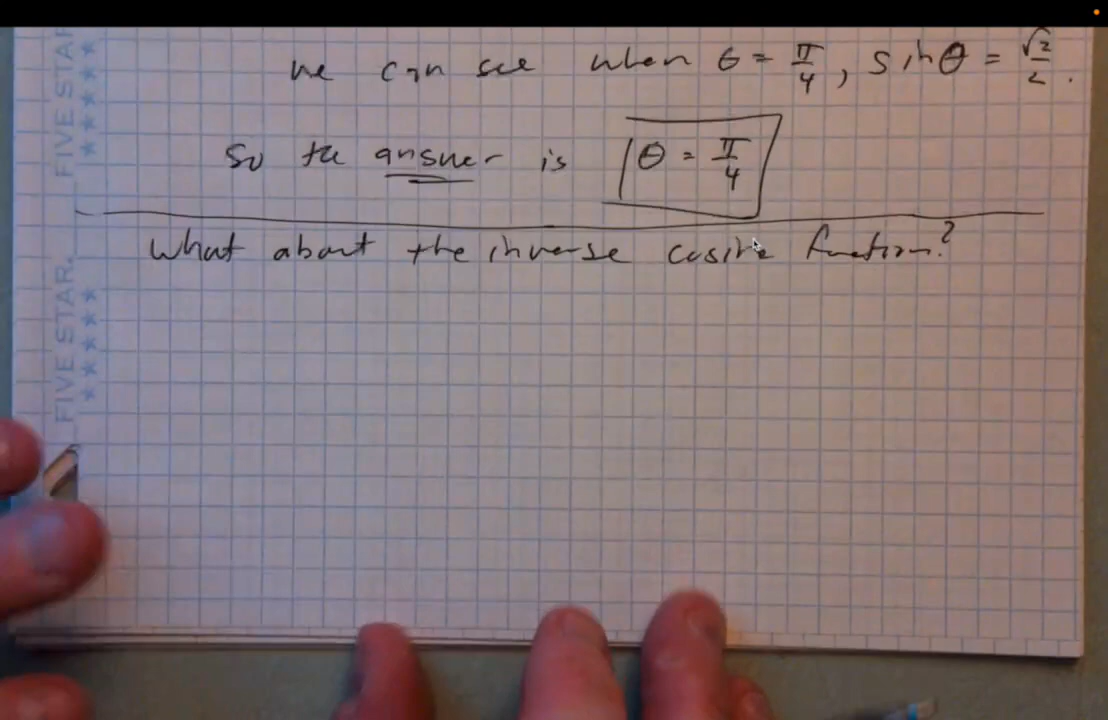 we can see when θ = π/4, sinθ = √2/2.
So the answer is θ = π/4
What about the inverse cosine function?
FIVE STAR
FIVE STAR.